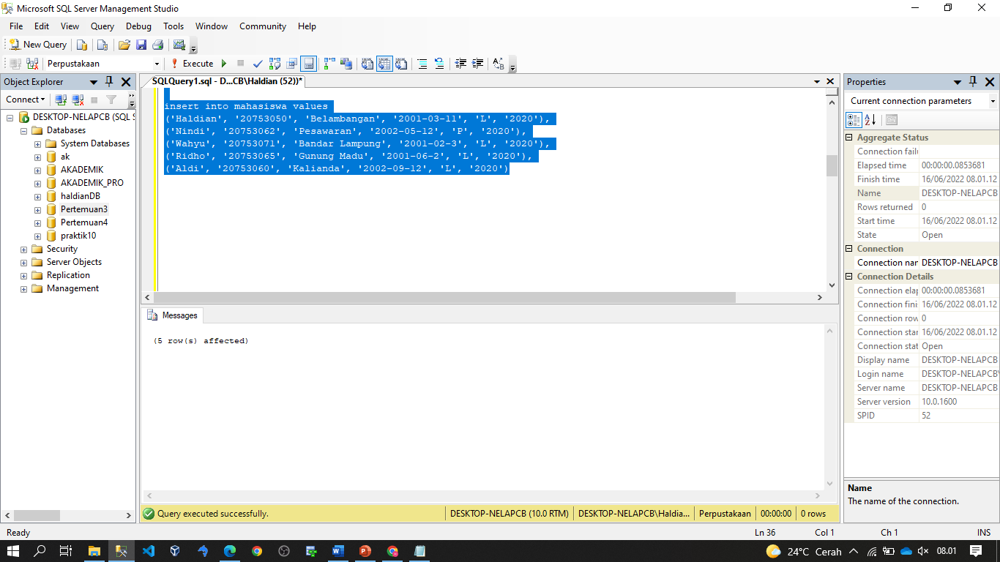 Microsoft SQL Server Management Studio
File Edit View Query Debug Tools Window Community Help
New Query
Perpustakaan Execute
Object Explorer
Connect
DESKTOP-NELAPCB (SQL S
Databases
System Databases
ak
AKADEMIK
AKADEMIK_PRO
haldianDB
Pertemuan3
Pertemuan4
praktik10
Security
Server Objects
Replication
Management
SQLQuery1.sql - D...CB\Haldian (52))*
insert into mahasiswa values
('Haldian', '20753050', 'Belambangan', '2001-03-11', 'L', '2020'),
('Nindi', '20753062', 'Pesawaran', '2002-05-12', 'P', '2020'),
('Wahyu', '20753071', 'Bandar Lampung', '2001-02-3', 'L', '2020'),
('Ridho', '20753065', 'Gunung Madu', '2001-06-2', 'L', '2020'),
('Aldi', '20753060', 'Kalianda', '2002-09-12', 'L', '2020')
Messages
(5 row(s) affected)
Query executed successfully. DESKTOP-NELAPCB (10.0 RTM) DESKTOP-NELAPCB\Haldia... Perpustakaan 00:00:00 0 rows
Properties
Current connection parameters
Aggregate Status
Connection failu
Elapsed time 00:00:00.0853681
Finish time 16/06/2022 08.01.12
Name DESKTOP-NELAPCB
Rows returned 0
Start time 16/06/2022 08.01.12
State Open
Connection
Connection nar DESKTOP-NELAPCB
Connection Details
Connection elap 00:00:00.0853681
Connection fini 16/06/2022 08.01.12
Connection row 0
Connection star 16/06/2022 08.01.12
Connection stat Open
Display name DESKTOP-NELAPCB
Login name DESKTOP-NELAPCB\
Server name DESKTOP-NELAPCB
Server version 10.0.1600
SPID 52
Name
The name of the connection.
Ready Ln 36 Col 1 Ch 1 INS
24°C Cerah 08.01